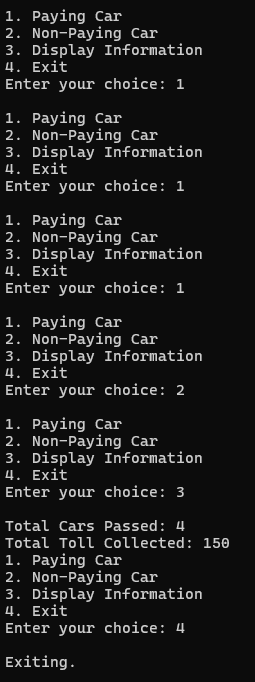 1. Paying Car
2. Non-Paying Car
3. Display Information
4. Exit
Enter your choice: 1
1. Paying Car
2. Non-Paying Car
3. Display Information
4. Exit
Enter your choice: 1
1. Paying Car
2. Non-Paying Car
3. Display Information
4. Exit
Enter your choice: 1
1. Paying Car
2. Non-Paying Car
3. Display Information
4. Exit
Enter your choice: 2
1. Paying Car
2. Non-Paying Car
3. Display Information
4. Exit
Enter your choice: 3
Total Cars Passed: 4
Total Toll Collected: 150
1. Paying Car
2. Non-Paying Car
3. Display Information
4. Exit
Enter your choice: 4
Exiting.